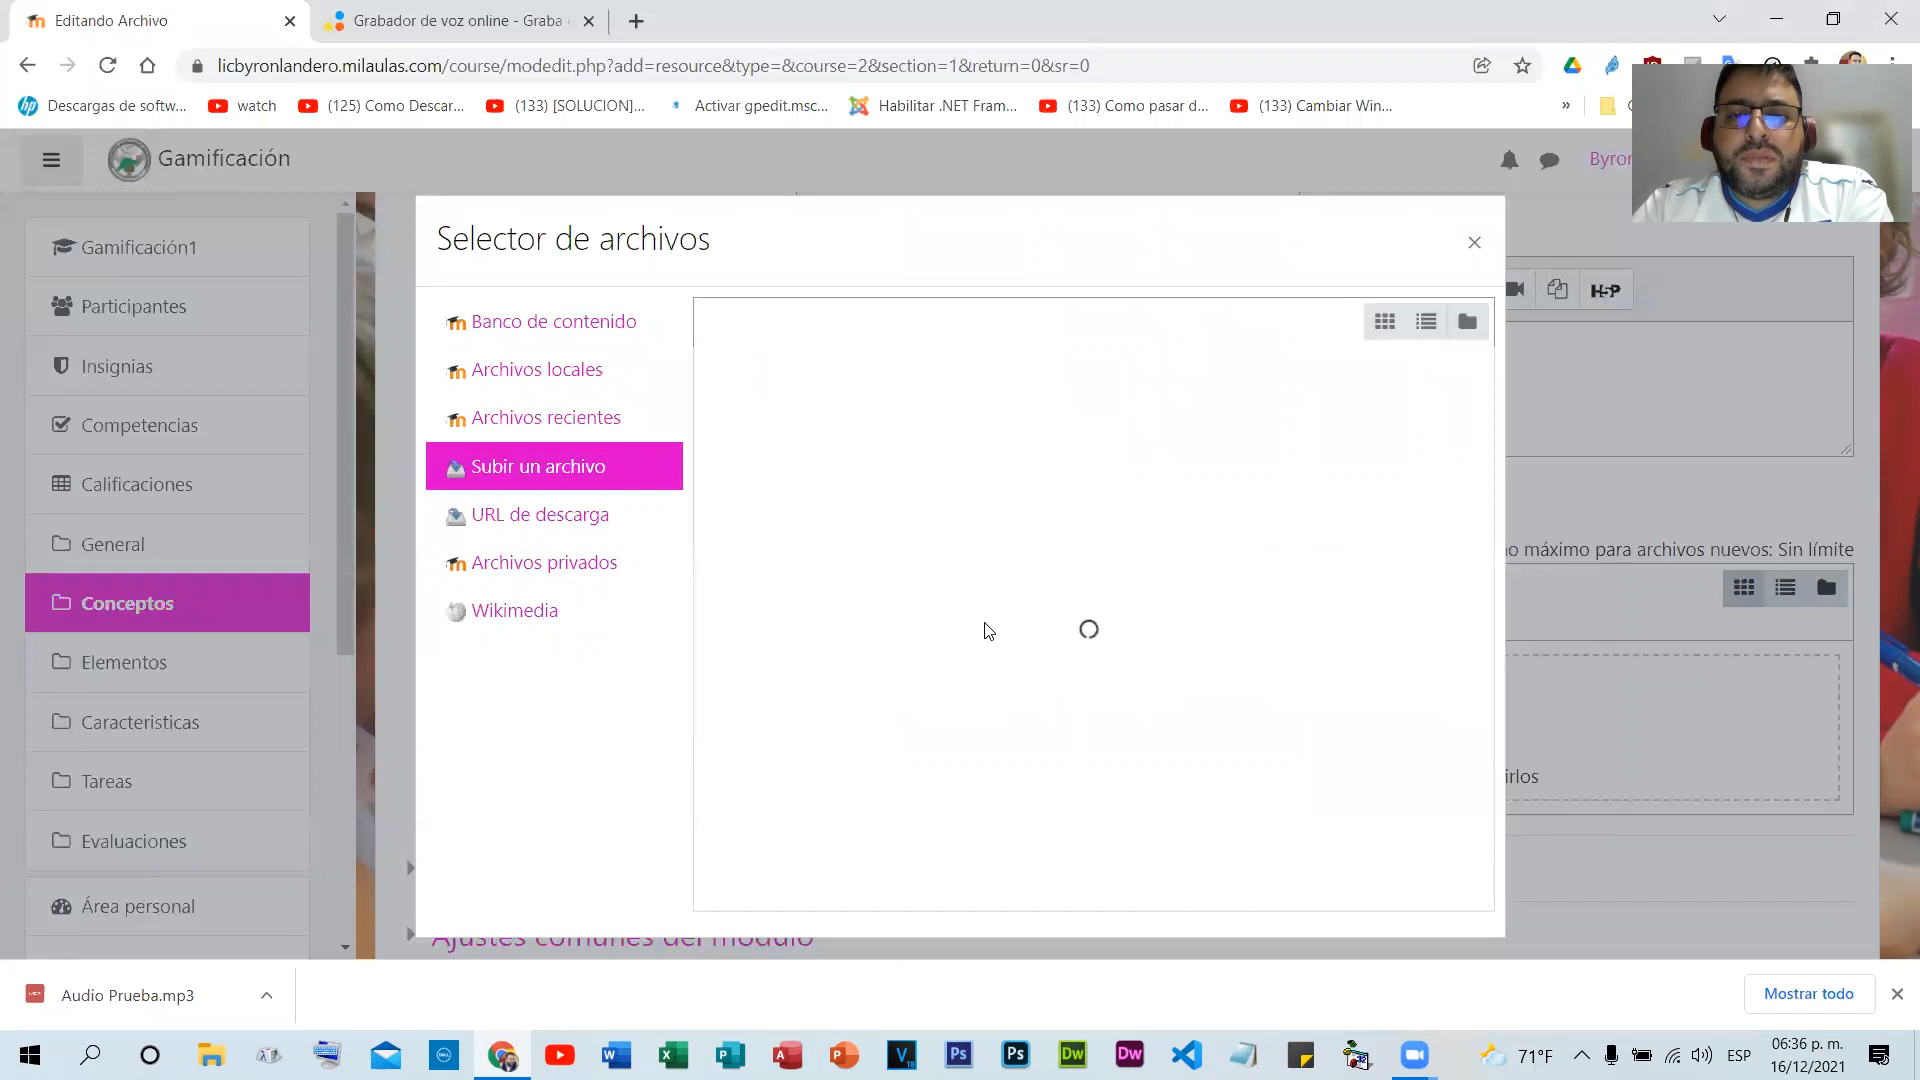 Editando Archivo
Grabador de voz online - Graba
licbyronlandero.milaulas.com/course/modedit.php?add=resource&type=&course=2&section=1&return=0&sr=0
Descargas de softw...
watch
(125) Como Descar...
(133) [SOLUCION]...
Activar gpedit.msc...
Habilitar .NET Fram...
(133) Como pasar d...
(133) Cambiar Win...
»
Gamificación
Byron
Selector de archivos
Gamificación1
Participantes
Insignias
Competencias
Calificaciones
General
Conceptos
Elementos
Caracteristicas
Tareas
Evaluaciones
Área personal
Banco de contenido
Archivos locales
Archivos recientes
Subir un archivo
URL de descarga
Archivos privados
Wikimedia
H5P
o máximo para archivos nuevos: Sin límite
irlos
Ajustes comunes del módulo
Audio Prueba.mp3
Mostrar todo
71°F
ESP
06:36 p. m.
16/12/2021